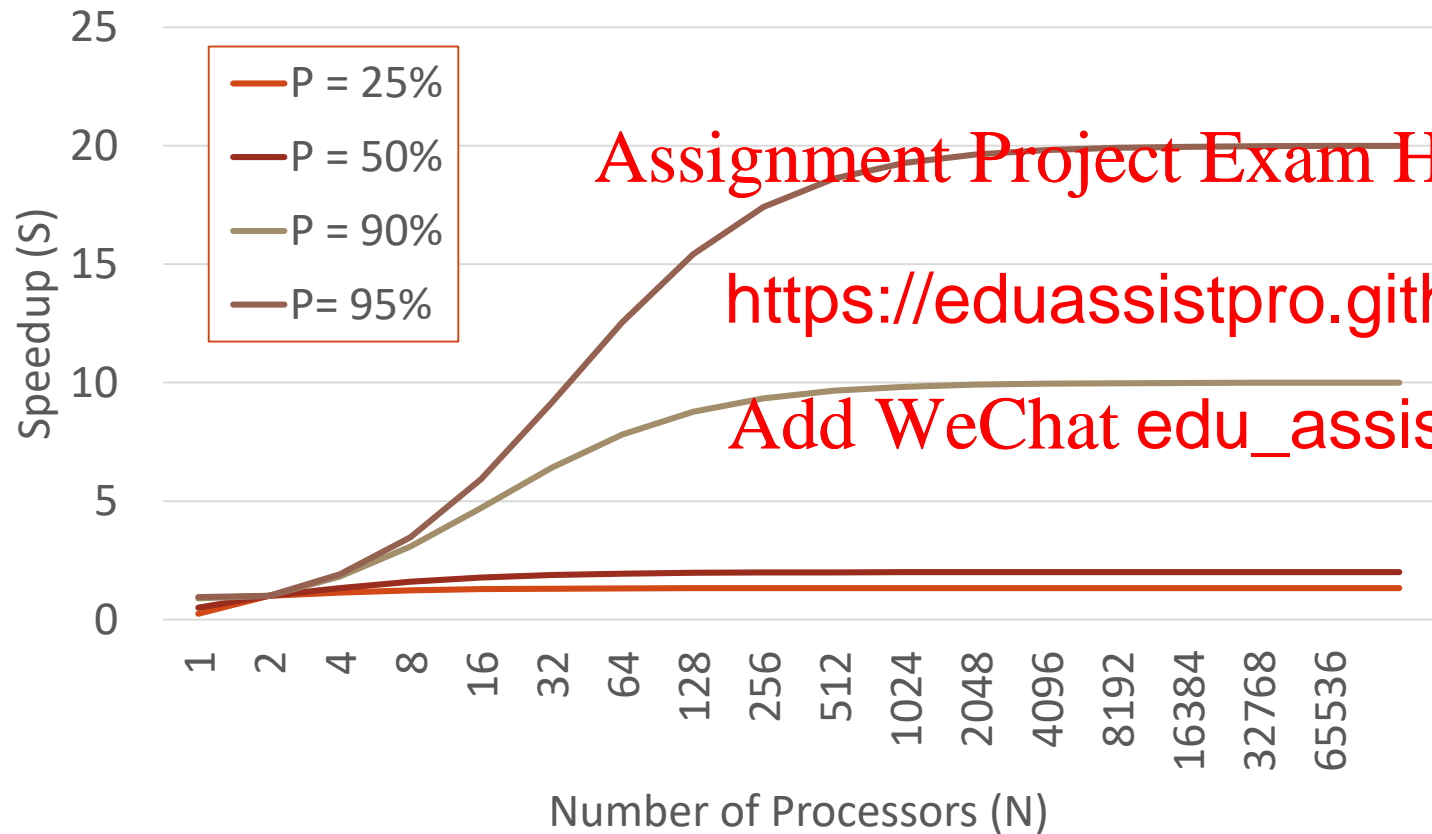 25
20
15
10
5
0
Speedup (S)
P = 25%
P = 50%
P = 90%
P= 95%
Assignment Project Exam H
https://eduassistpro.gith
Add WeChat edu_assis
1
2
4
8
16
32
64
128
256
512
1024
2048
4096
8192
16384
32768
65536
Number of Processors (N)